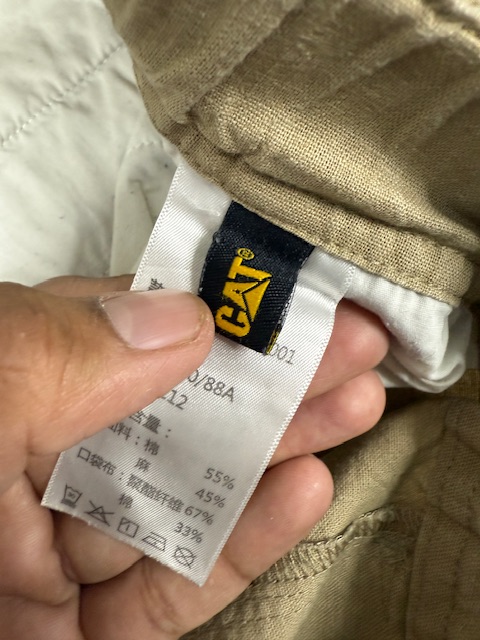 CAT®
001
0/88A
12
含量：
料：棉 55%
麻 45%
口袋布：聚酯纤维 67%
棉 33%